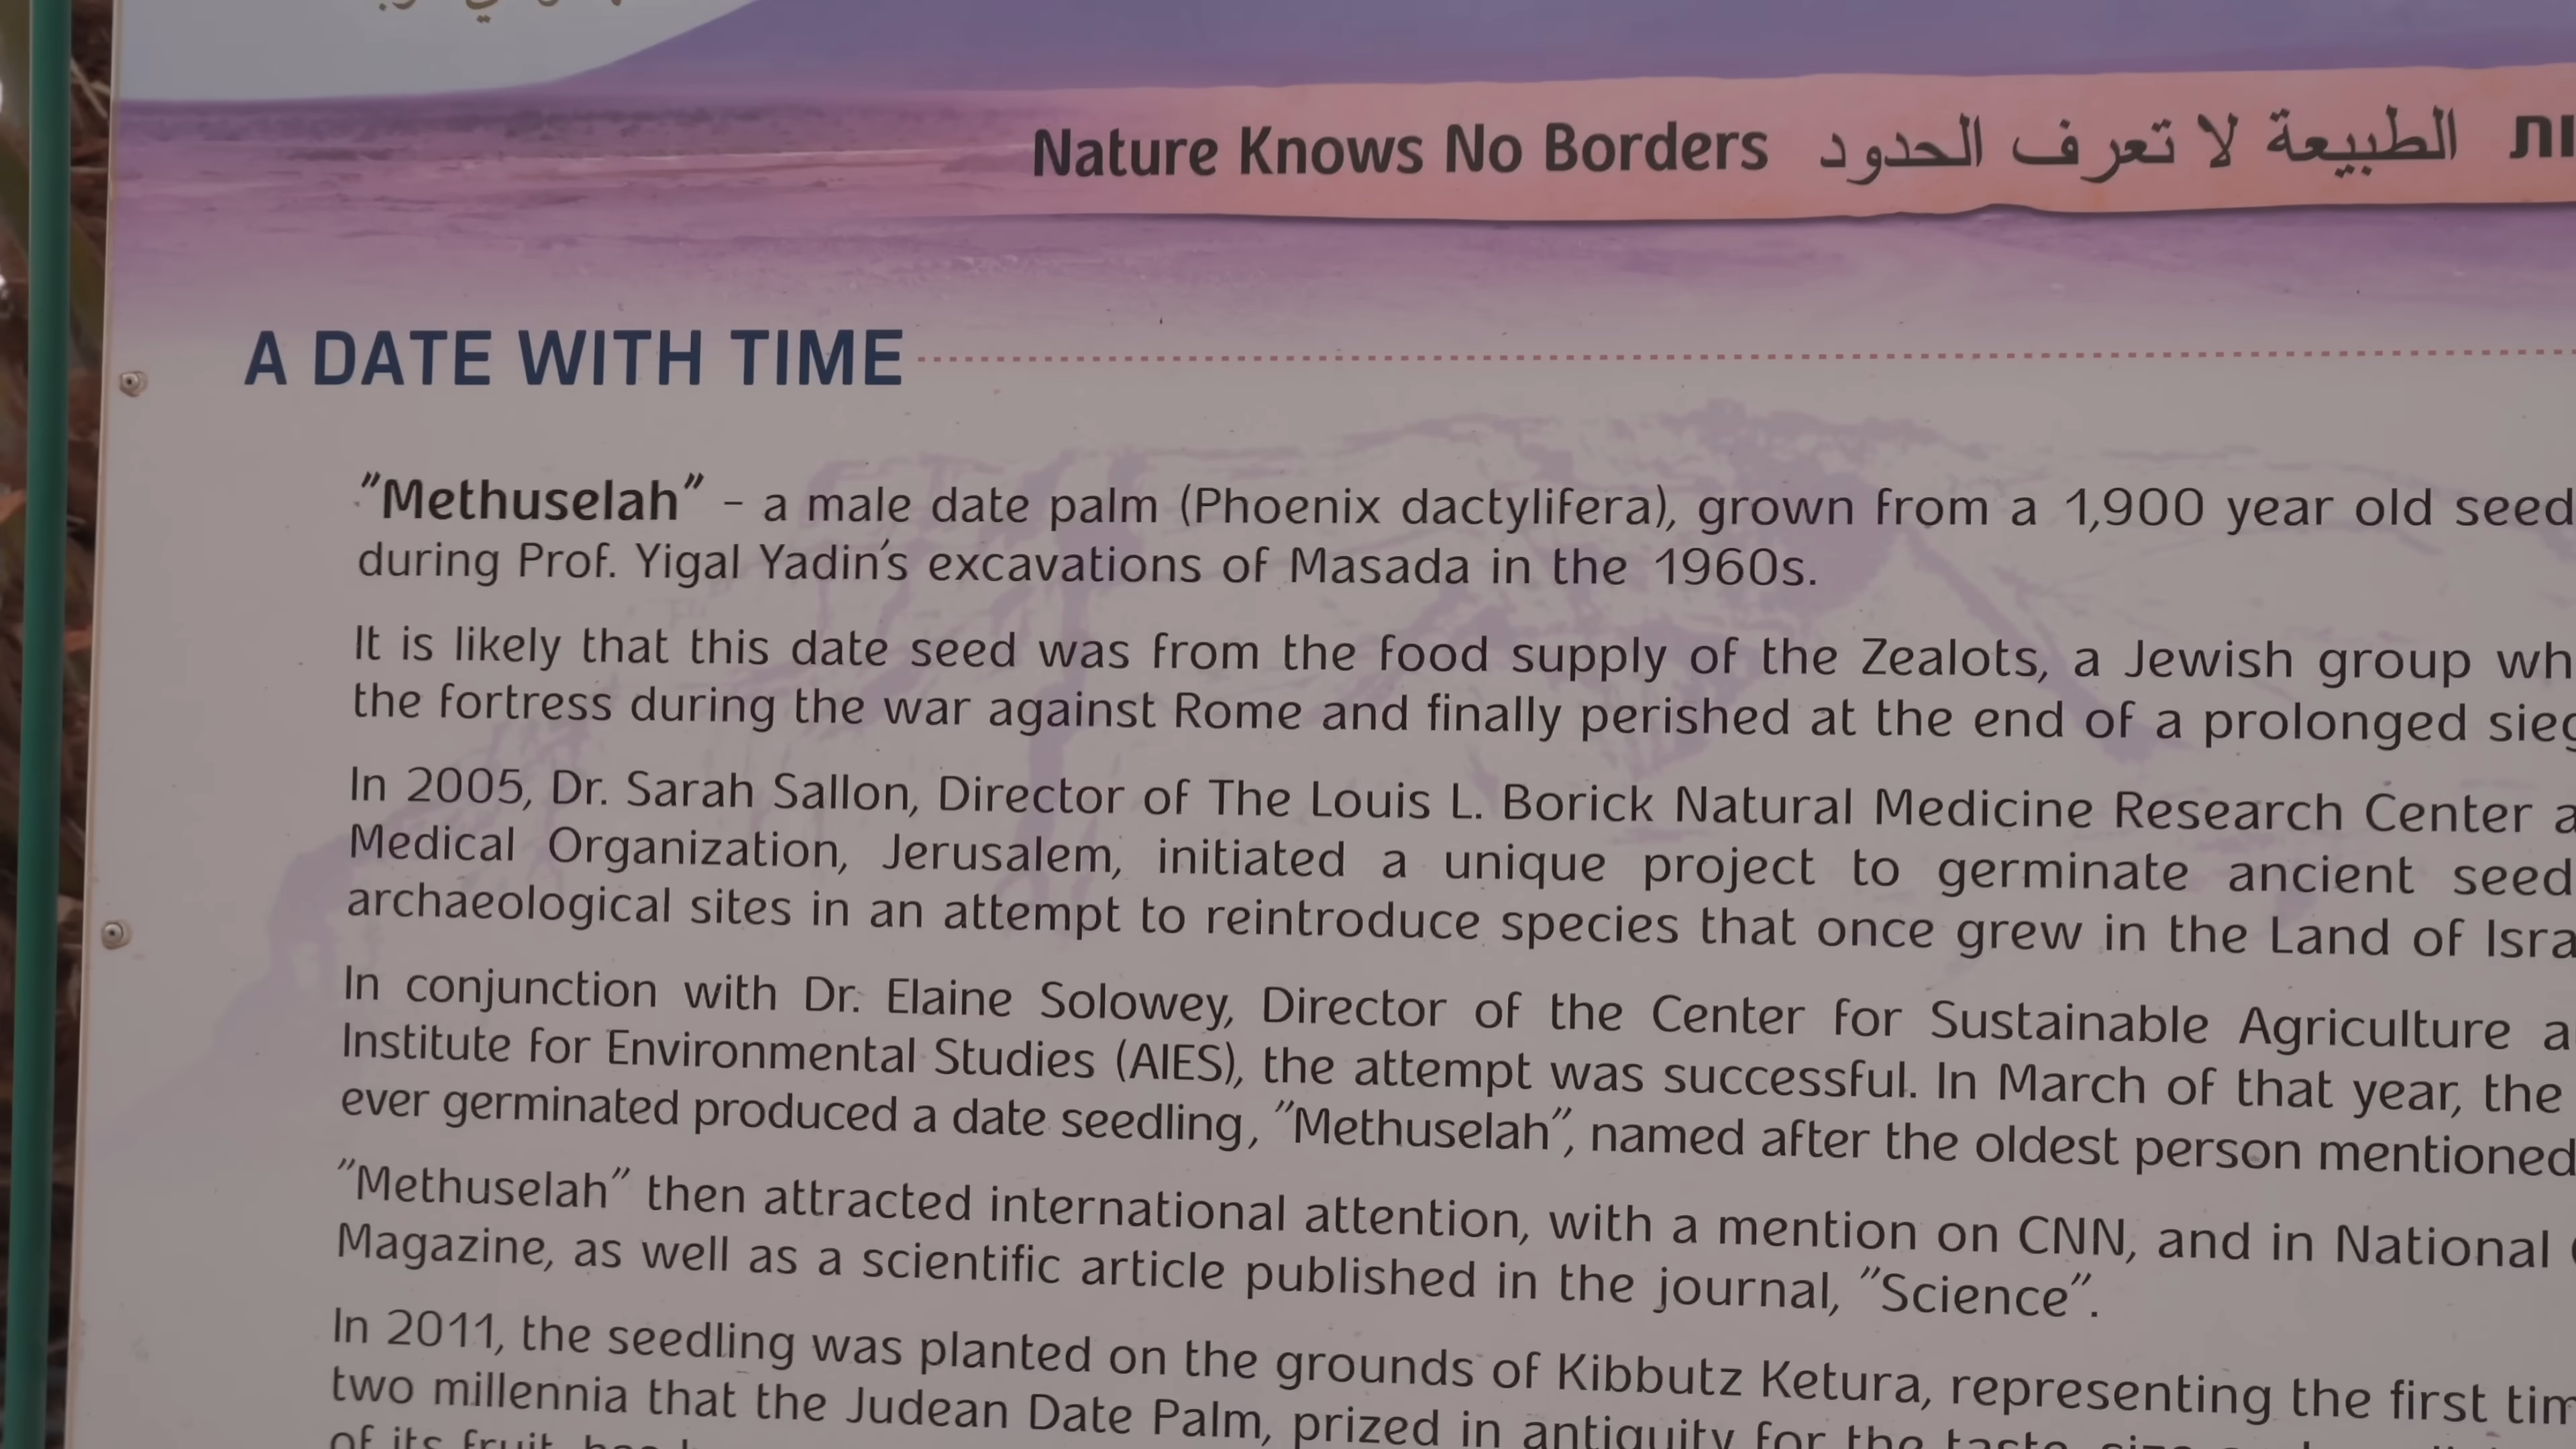 Nature Knows No Borders الطبيعة لا تعرف الحدود
A DATE WITH TIME
"Methuselah" – a male date palm (Phoenix dactylifera), grown from a 1,900 year old seed
during Prof. Yigal Yadin's excavations of Masada in the 1960s.
It is likely that this date seed was from the food supply of the Zealots, a Jewish group
the fortress during the war against Rome and finally perished at the end of a prolonged
In 2005, Dr. Sarah Sallon, Director of The Louis L. Borick Natural Medicine Research Center
Medical Organization, Jerusalem, initiated a unique project to germinate ancient
archaeological sites in an attempt to reintroduce species that once grew in the Land of
In conjunction with Dr. Elaine Solowey, Director of the Center for Sustainable Agriculture
Institute for Environmental Studies (AIES), the attempt was successful. In March of that year, the
ever germinated produced a date seedling, "Methuselah", named after the oldest person mentioned
"Methuselah" then attracted international attention, with a mention on CNN, and in National
Magazine, as well as a scientific article published in the journal, "Science".
In 2011, the seedling was planted on the grounds of Kibbutz Ketura, representing the first
two millennia that the Judean Date Palm, prized in antiquity for the taste, size
of its fruit,